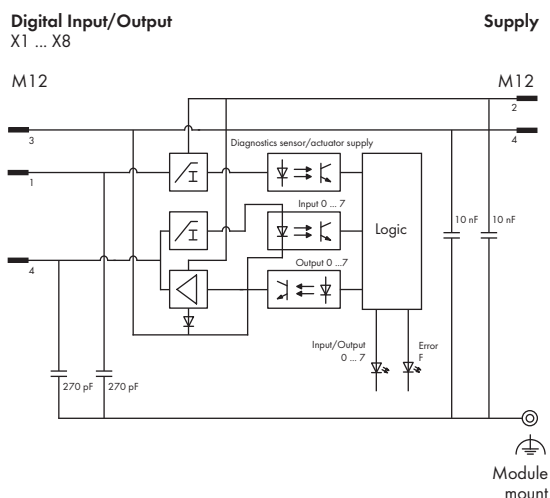 Digital Input/Output
X1 ... X8
Supply
M12
M12
2
3
4
Diagnostics sensor/actuator supply
1
I
Input 0 ... 7
I
Logic
10 nF
10 nF
4
Output 0 ...7
Input/Output
0 ... 7
Error
F
270 pF
270 pF
Module
mount